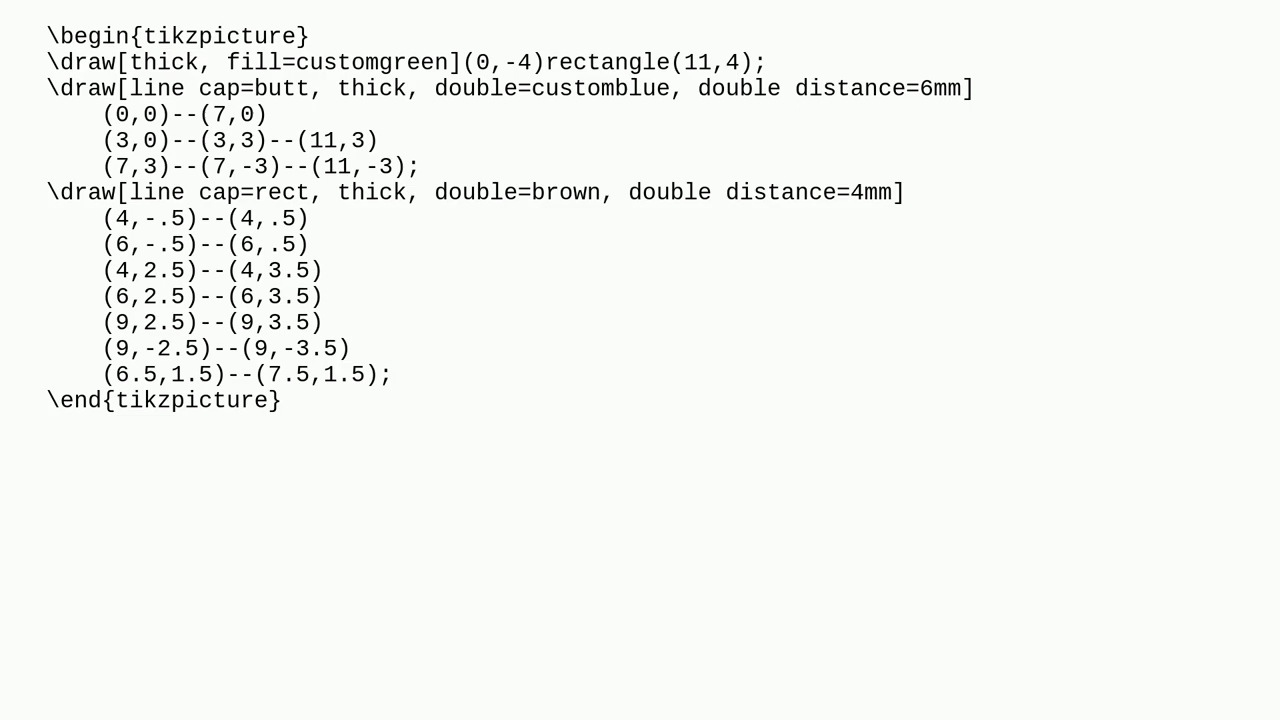 \begin{tikzpicture}
\draw[thick, fill=customgreen](0,-4)rectangle(11,4);
\draw[line cap=butt, thick, double=customblue, double distance=6mm]
    (0,0)--(7,0)
    (3,0)--(3,3)--(11,3)
    (7,3)--(7,-3)--(11,-3);
\draw[line cap=rect, thick, double=brown, double distance=4mm]
    (4,-.5)--(4,.5)
    (6,-.5)--(6,.5)
    (4,2.5)--(4,3.5)
    (6,2.5)--(6,3.5)
    (9,2.5)--(9,3.5)
    (9,-2.5)--(9,-3.5)
    (6.5,1.5)--(7.5,1.5);
\end{tikzpicture}